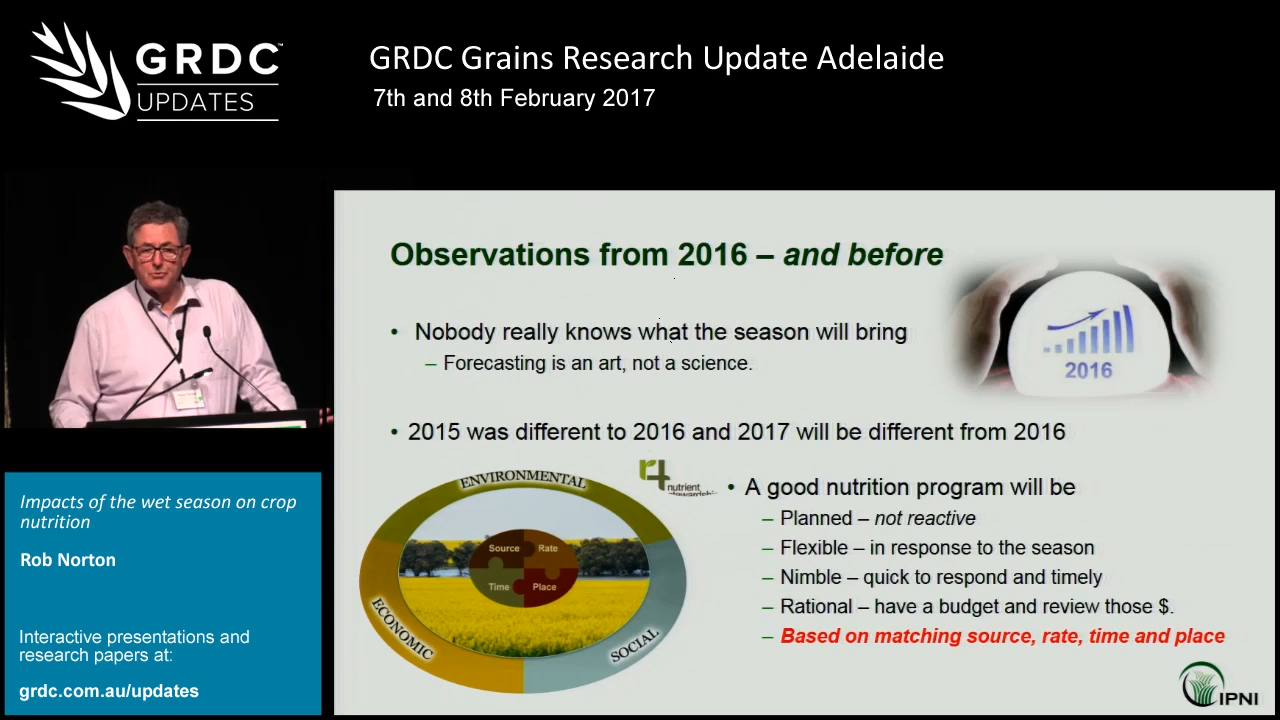 GRDC™
UPDATES
GRDC Grains Research Update Adelaide
7th and 8th February 2017
Observations from 2016 – and before
• Nobody really knows what the season will bring
– Forecasting is an art, not a science.
2016
• 2015 was different to 2016 and 2017 will be different from 2016
ENVIRONMENTAL
ECONOMIC
SOCIAL
Source
Rate
Time
Place
r4
nutrient
stewardship
• A good nutrition program will be
– Planned – not reactive
– Flexible – in response to the season
– Nimble – quick to respond and timely
– Rational – have a budget and review those $.
– Based on matching source, rate, time and place
IPNI
Impacts of the wet season on crop
nutrition
Rob Norton
Interactive presentations and
research papers at:
grdc.com.au/updates